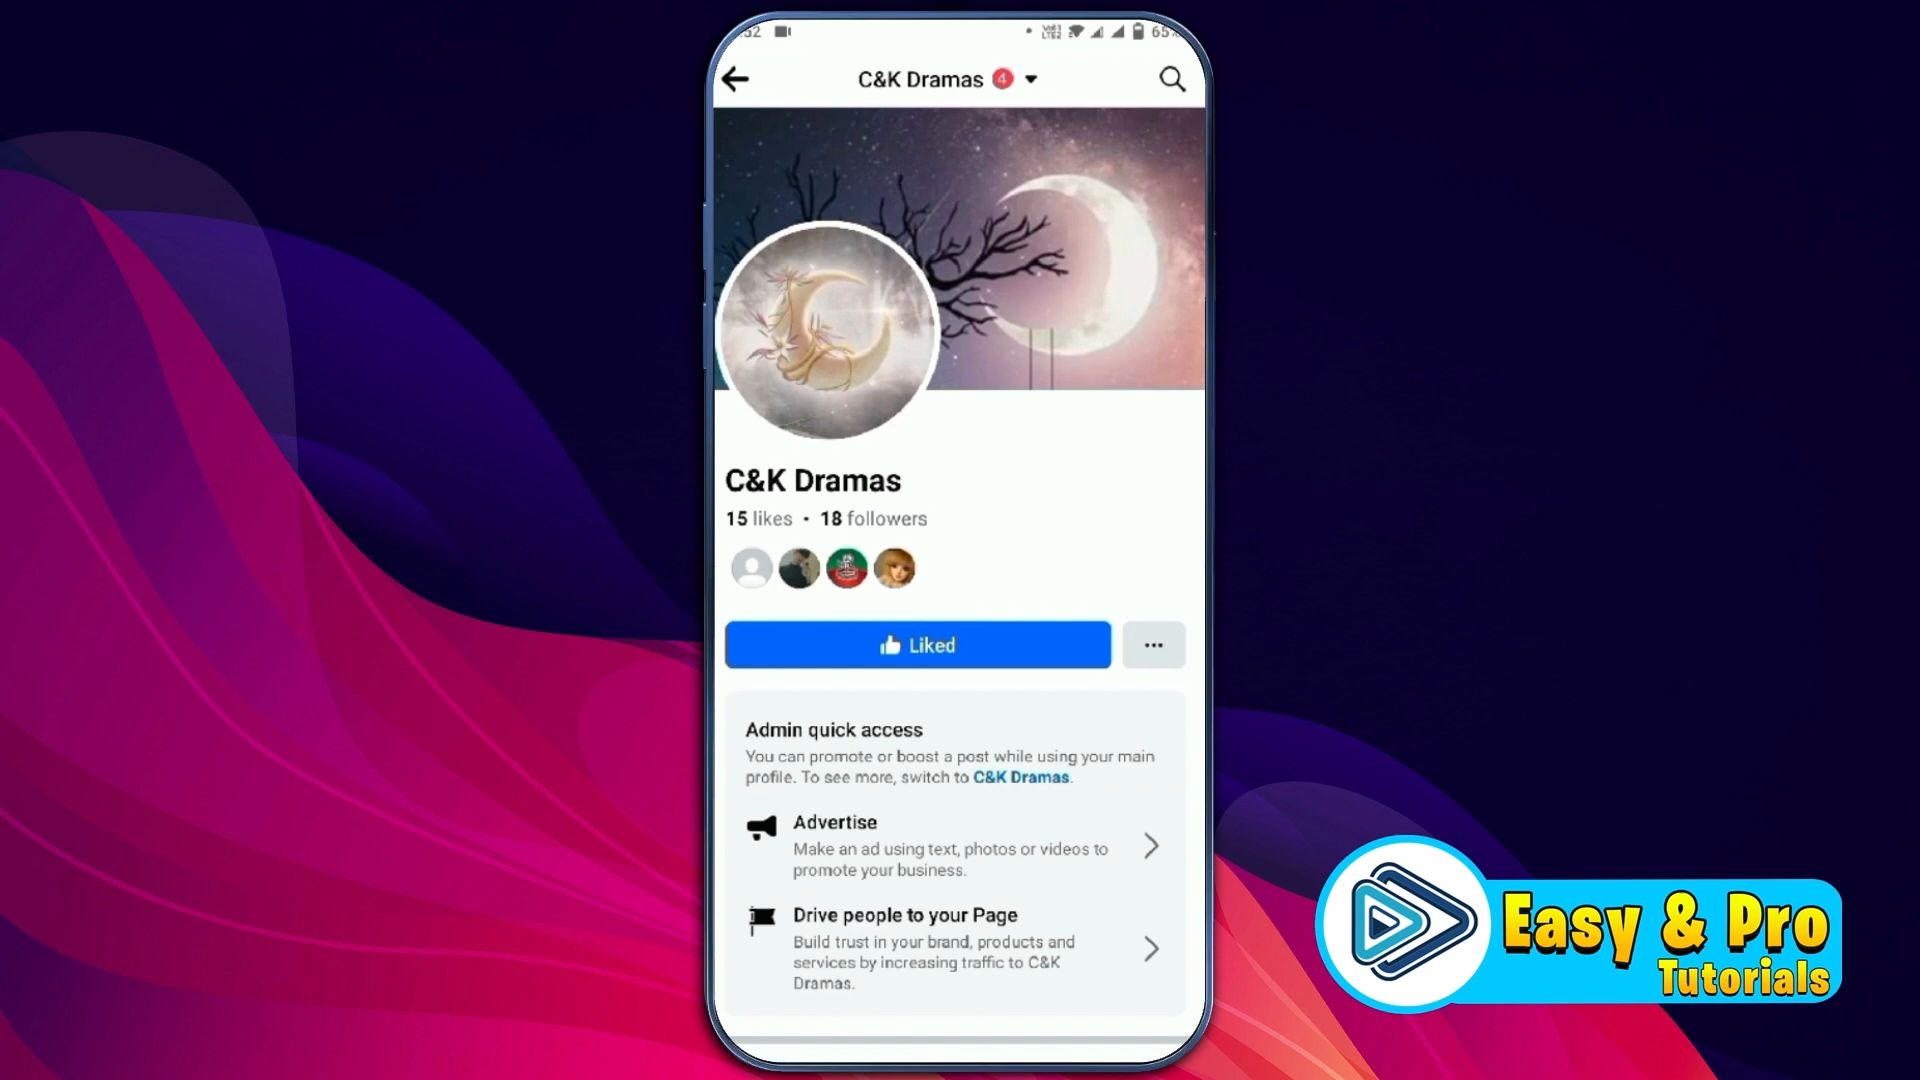 :52
65%
C&K Dramas 4
C&K Dramas
15 likes • 18 followers
Liked
Admin quick access
You can promote or boost a post while using your main
profile. To see more, switch to C&K Dramas.
Advertise
Make an ad using text, photos or videos to
promote your business.
Drive people to your Page
Build trust in your brand, products and
services by increasing traffic to C&K
Dramas.
Easy & Pro
Tutorials